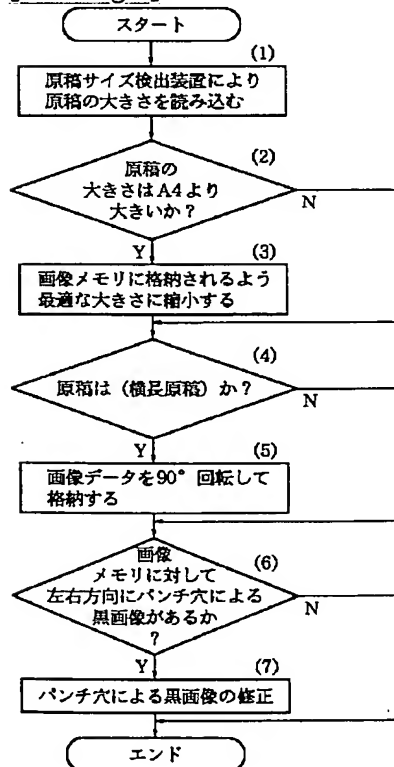 スタート
(1)
原稿サイズ検出装置により
原稿の大きさを読み込む
(2)
原稿の
大きさはA4より
大きいか?
N
Y
(3)
画像メモリに格納されるよう
最適な大きさに縮小する
(4)
原稿は(横長原稿)か?
N
Y
(5)
画像データを90°回転して
格納する
(6)
画像
メモリに対して
左右方向にパンチ穴による
黒画像があるか
?
N
Y
(7)
パンチ穴による黒画像の修正
エンド